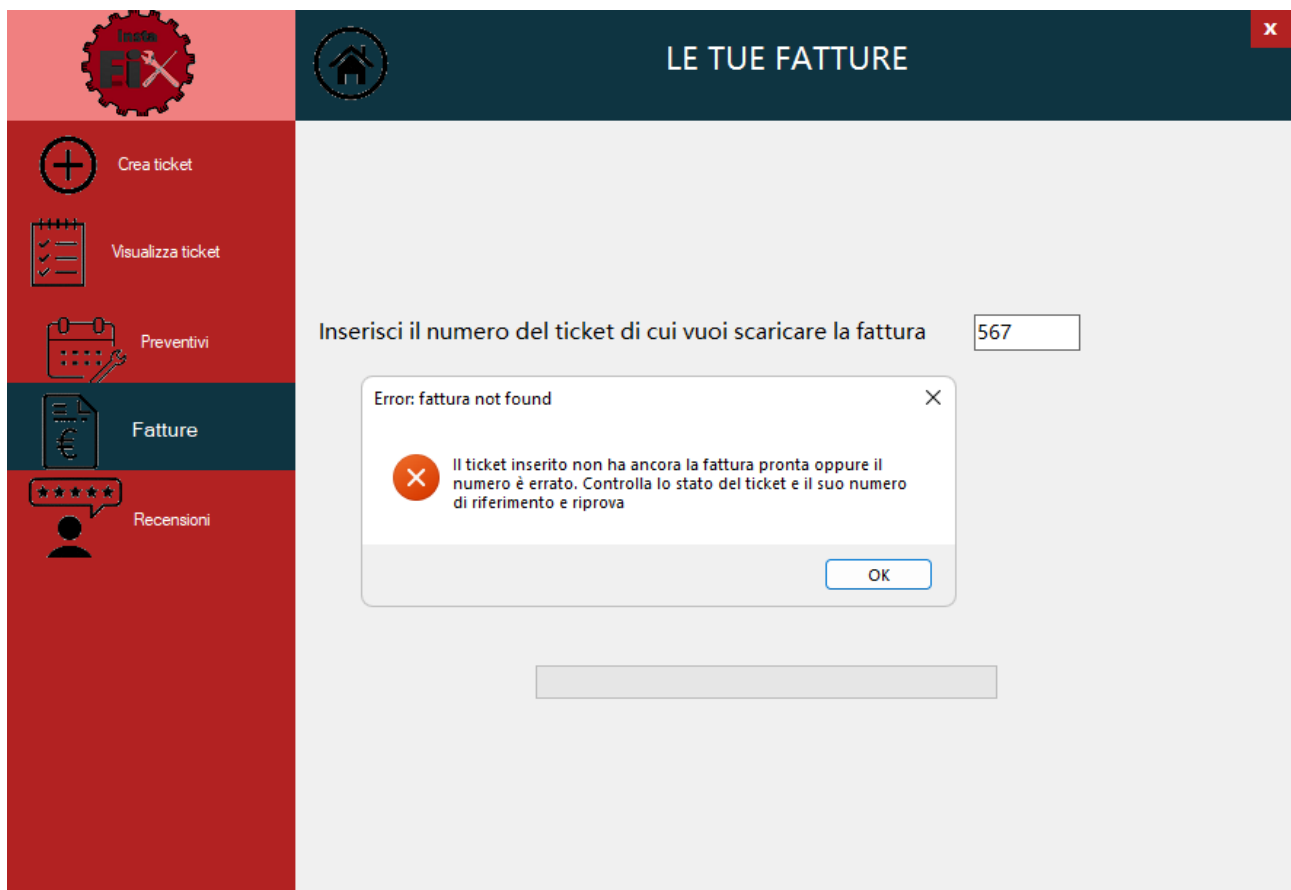 Insta
Fix
LE TUE FATTURE
x
Crea ticket
Visualizza ticket
Preventivi
Fatture
Recensioni
Inserisci il numero del ticket di cui vuoi scaricare la fattura
567
Error: fattura not found
Il ticket inserito non ha ancora la fattura pronta oppure il
numero è errato. Controlla lo stato del ticket e il suo numero
di riferimento e riprova
OK